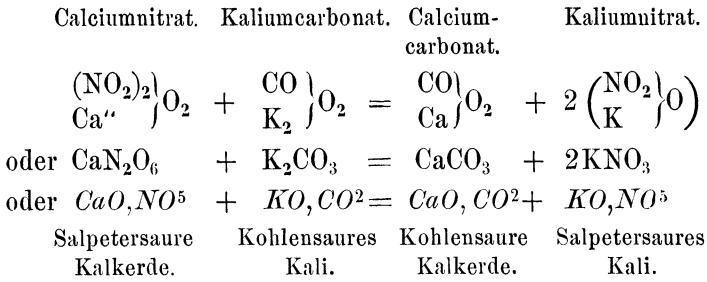 Calciumnitrat. Kaliumcarbonat. Calcium- Kaliumnitrat.
carbonat.
(NO₂)₂ } O₂ + CO } O₂ = CO } O₂ + 2 ( NO₂ } O )
Ca″ K₂ Ca K
oder CaN₂O₆ + K₂CO₃ = CaCO₃ + 2KNO₃
oder CaO,NO⁵ + KO,CO² = CaO,CO² + KO,NO⁵
Salpetersaure Kohlensaures Kohlensaure Salpetersaures
Kalkerde. Kali. Kalkerde. Kali.